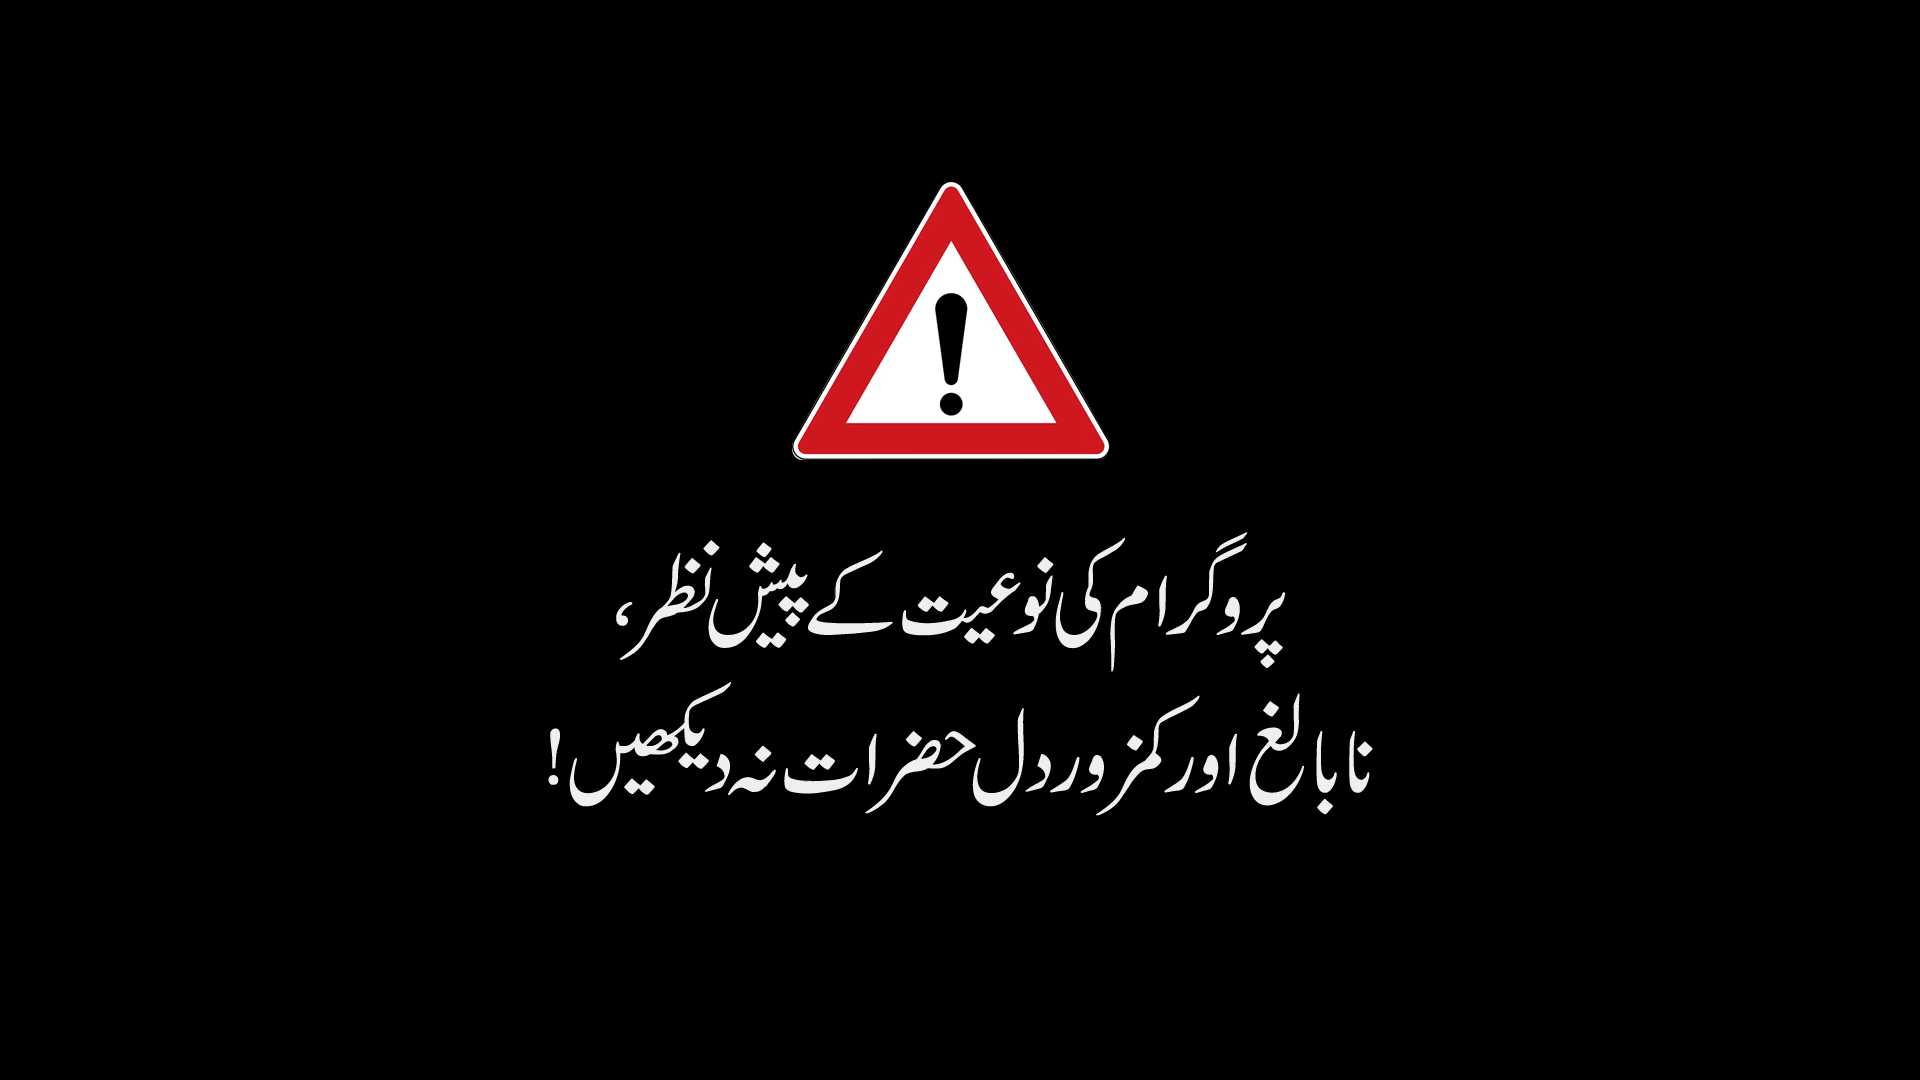 پروگرام کی نوعیت کے پیش نظر،
نابالغ اور کمزور دل حضرات نہ دیکھیں!